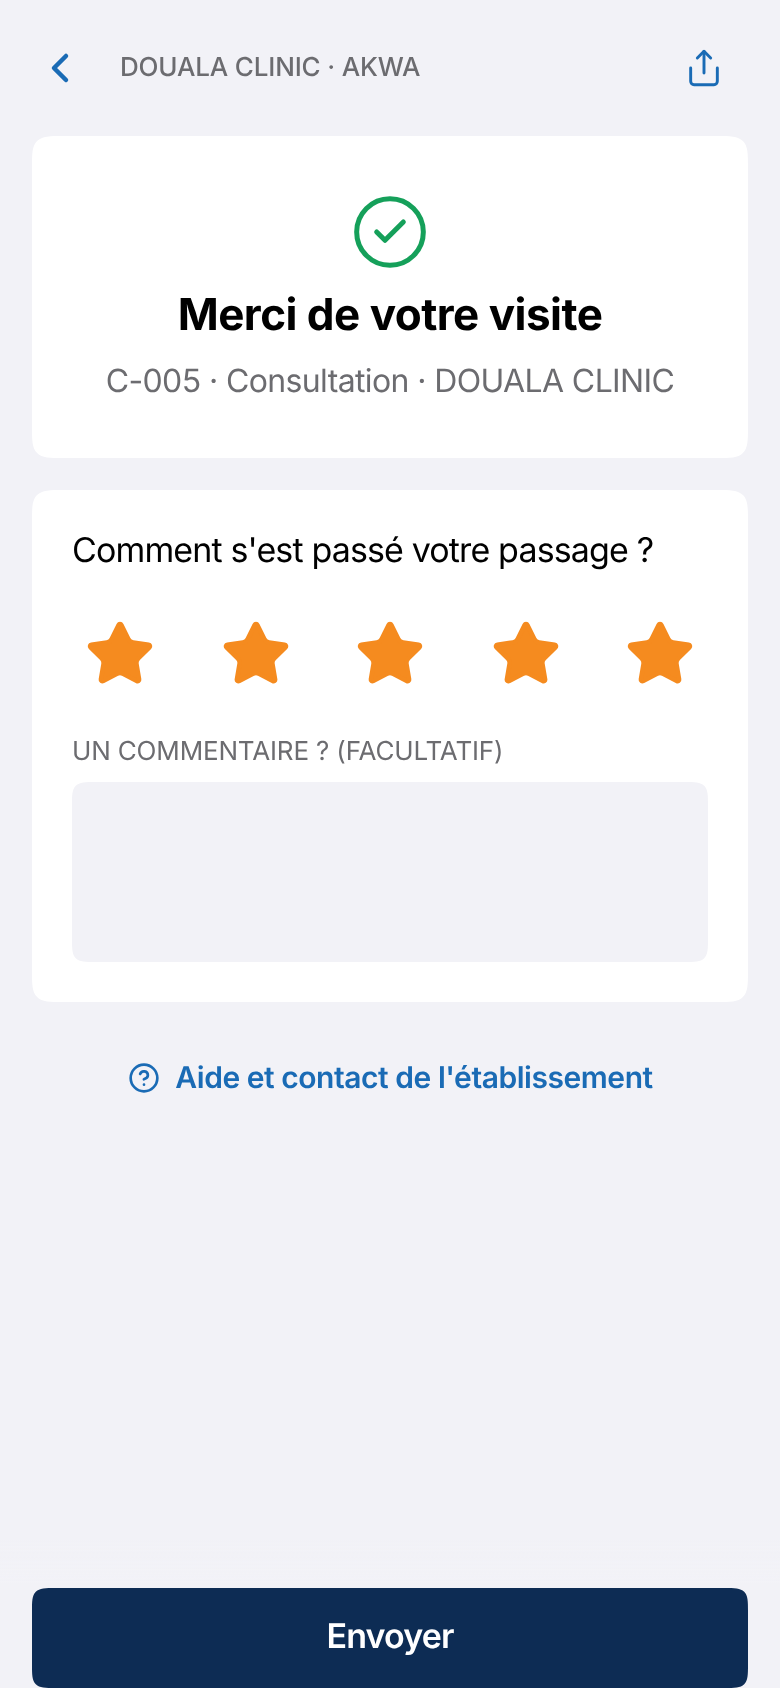 DOUALA CLINIC · AKWA
Merci de votre visite
C-005 · Consultation · DOUALA CLINIC
Comment s'est passé votre passage ?
UN COMMENTAIRE ? (FACULTATIF)
Aide et contact de l'établissement
Envoyer